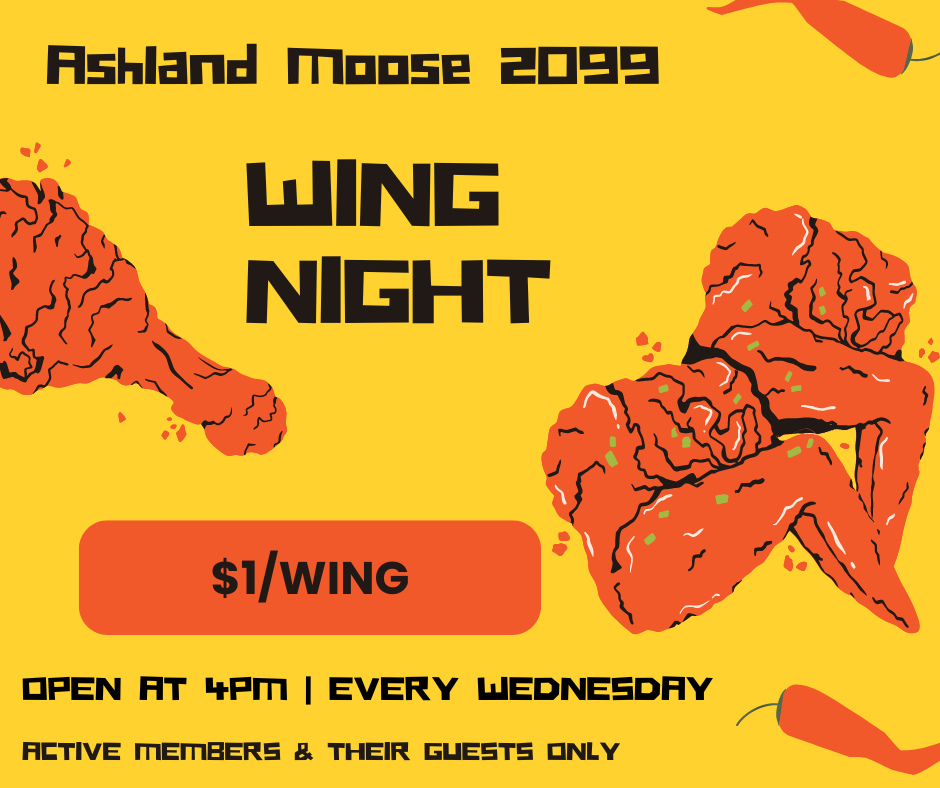 Ashland Moose 2099
WING
NIGHT
$1/WING
OPEN AT 4PM | EVERY WEDNESDAY
ACTIVE MEMBERS & THEIR GUESTS ONLY